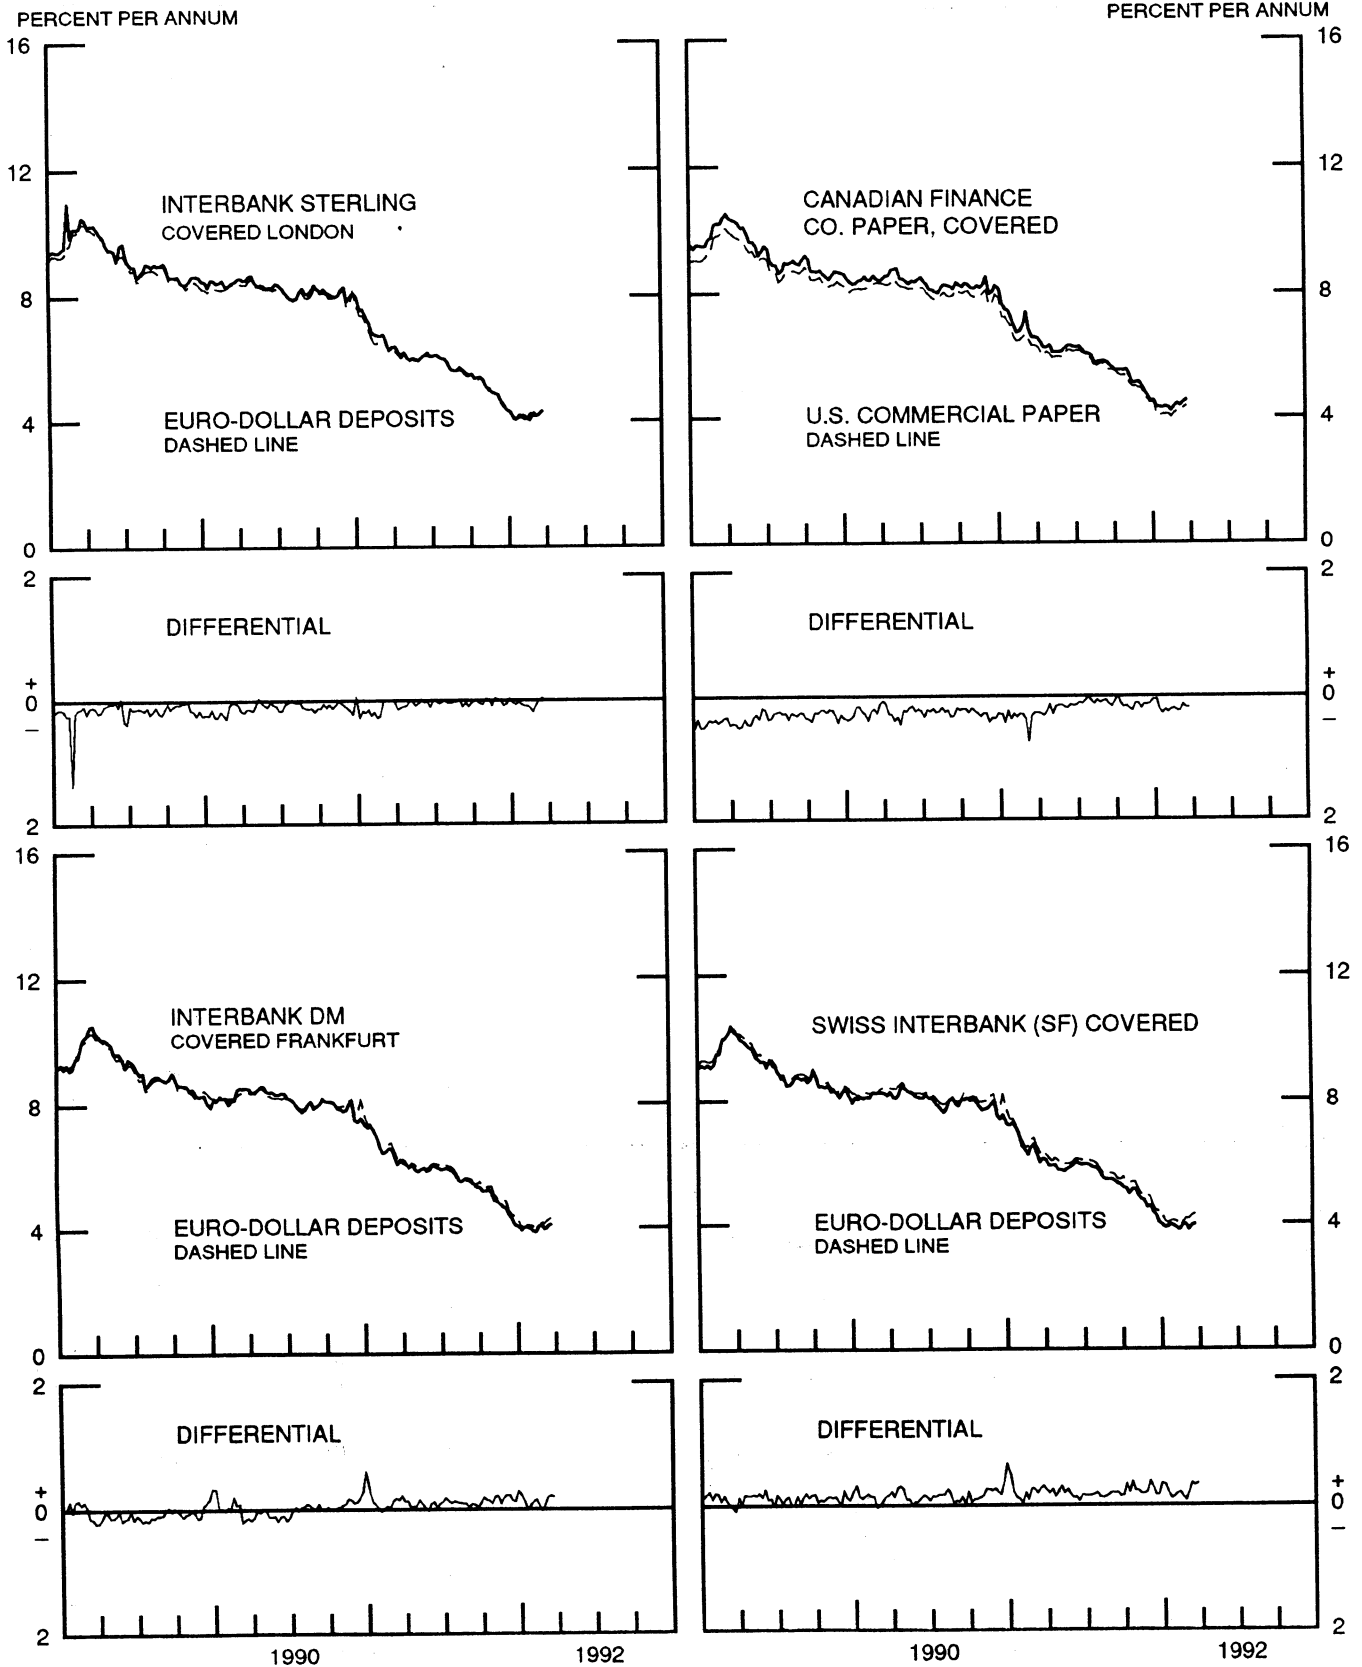 PERCENT PER ANNUM
PERCENT PER ANNUM
16
12
8
4
0
INTERBANK STERLING
COVERED LONDON
EURO-DOLLAR DEPOSITS
DASHED LINE
CANADIAN FINANCE
CO. PAPER, COVERED
U.S. COMMERCIAL PAPER
DASHED LINE
16
12
8
4
0
2
+
0
–
2
DIFFERENTIAL
DIFFERENTIAL
2
+
0
–
2
16
12
8
4
0
INTERBANK DM
COVERED FRANKFURT
EURO-DOLLAR DEPOSITS
DASHED LINE
SWISS INTERBANK (SF) COVERED
EURO-DOLLAR DEPOSITS
DASHED LINE
16
12
8
4
0
2
+
0
–
2
DIFFERENTIAL
DIFFERENTIAL
2
+
0
–
2
1990
1992
1990
1992